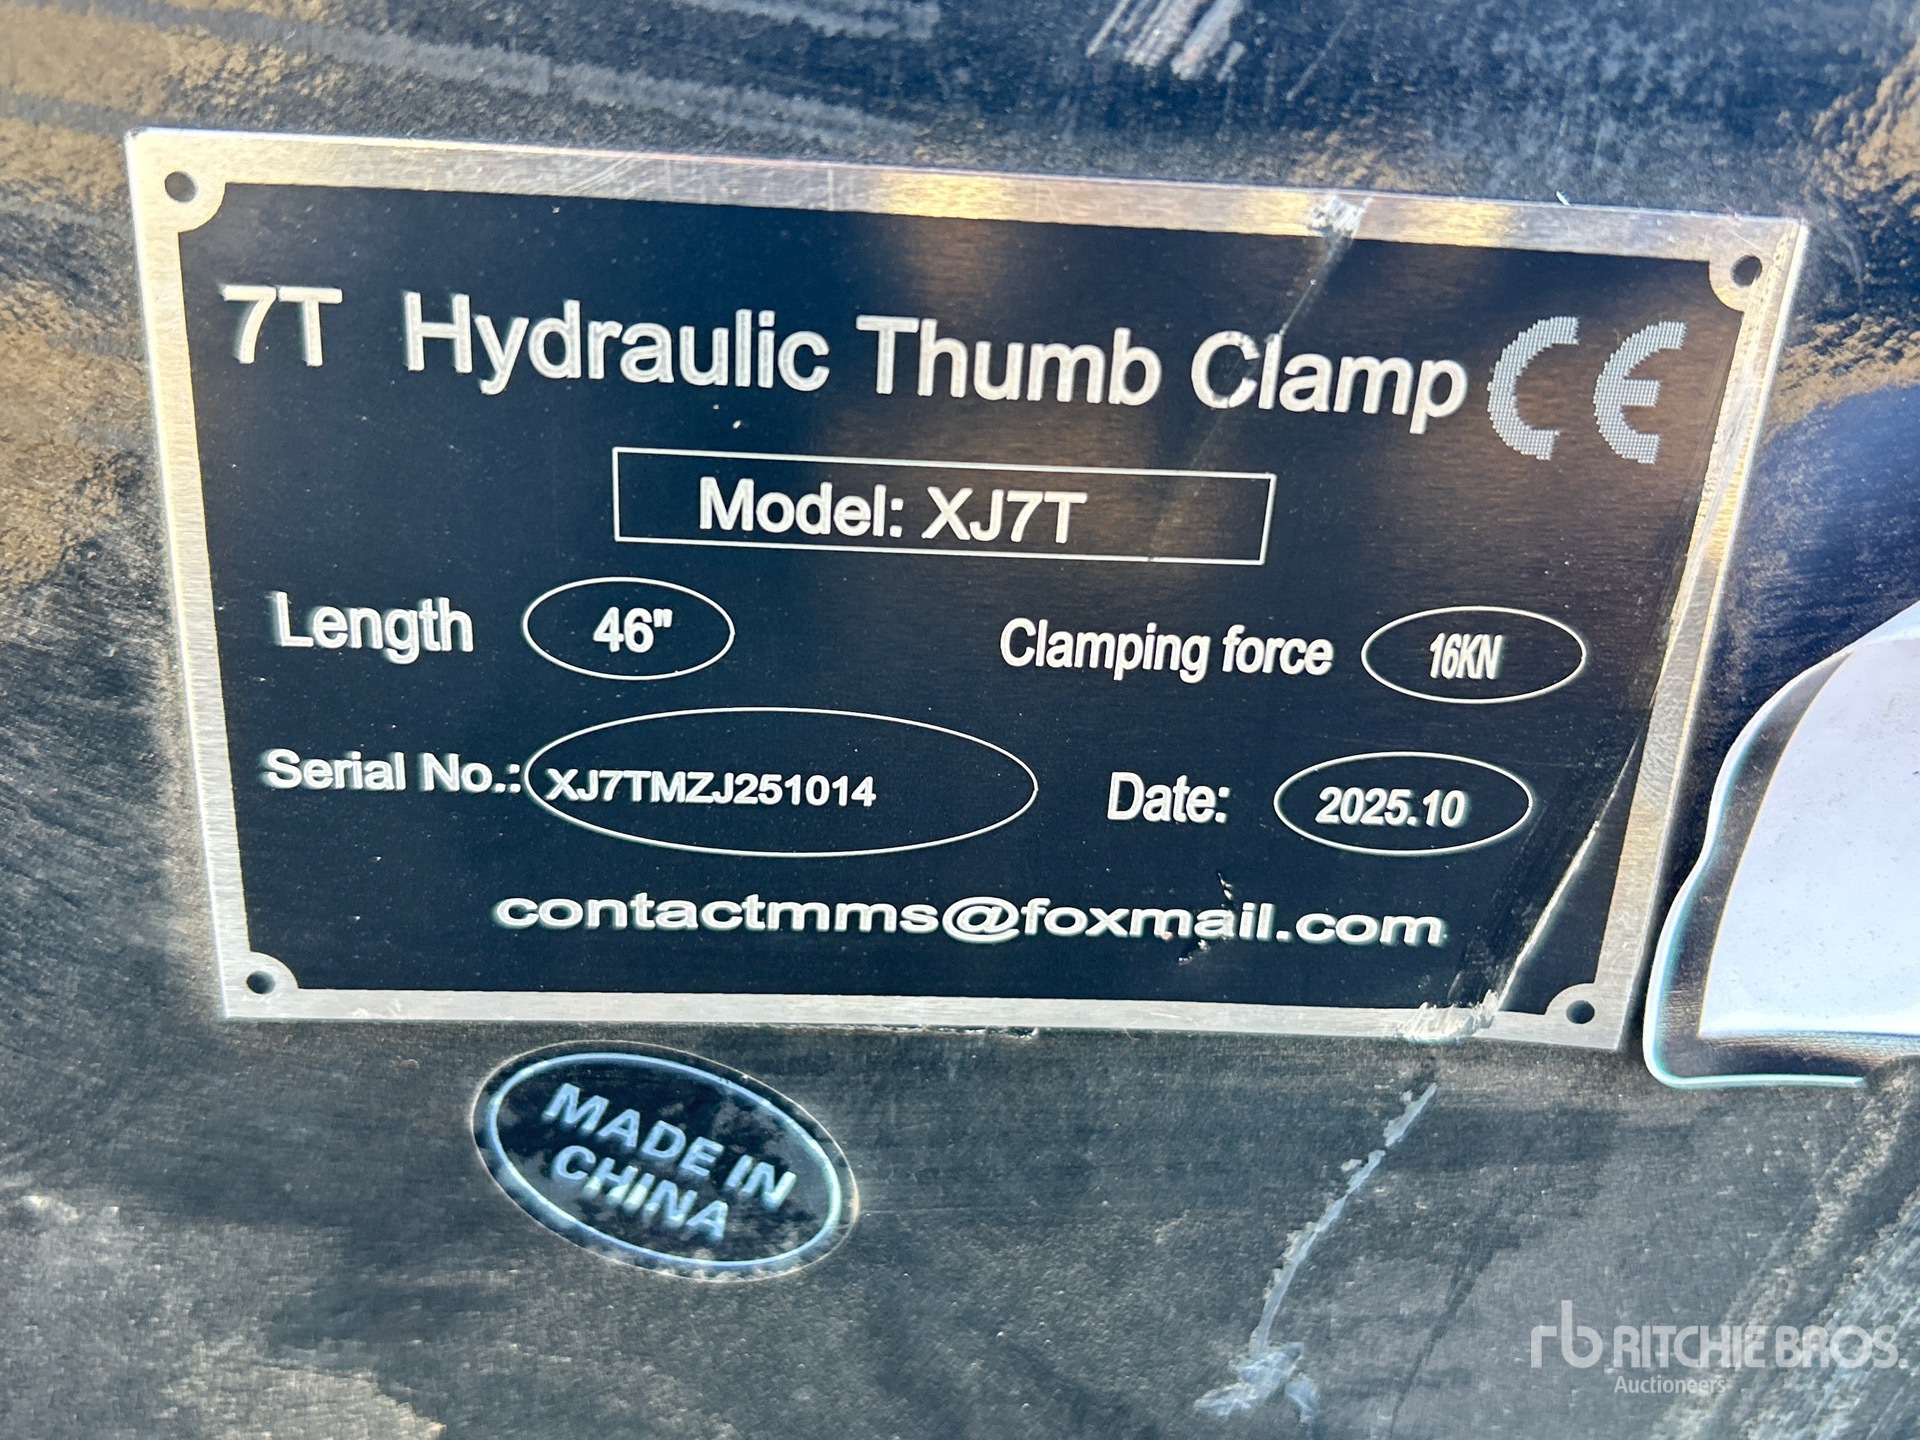 7T Hydraulic Thumb Clamp CE
Model: XJ7T
Length 46" Clamping force 16KN
Serial No.: XJ7TMZJ251014 Date: 2025.10
contactmms@foxmail.com
MADE IN
CHINA
rb RITCHIE BROS.
Auctioneers